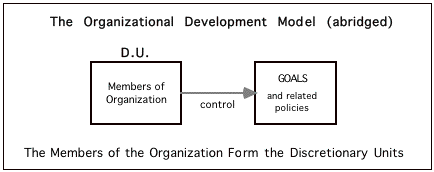 The Organizational Development Model (abridged)
D.U.
Members of
Organization
control
GOALS
and related
policies
The Members of the Organization Form the Discretionary Units